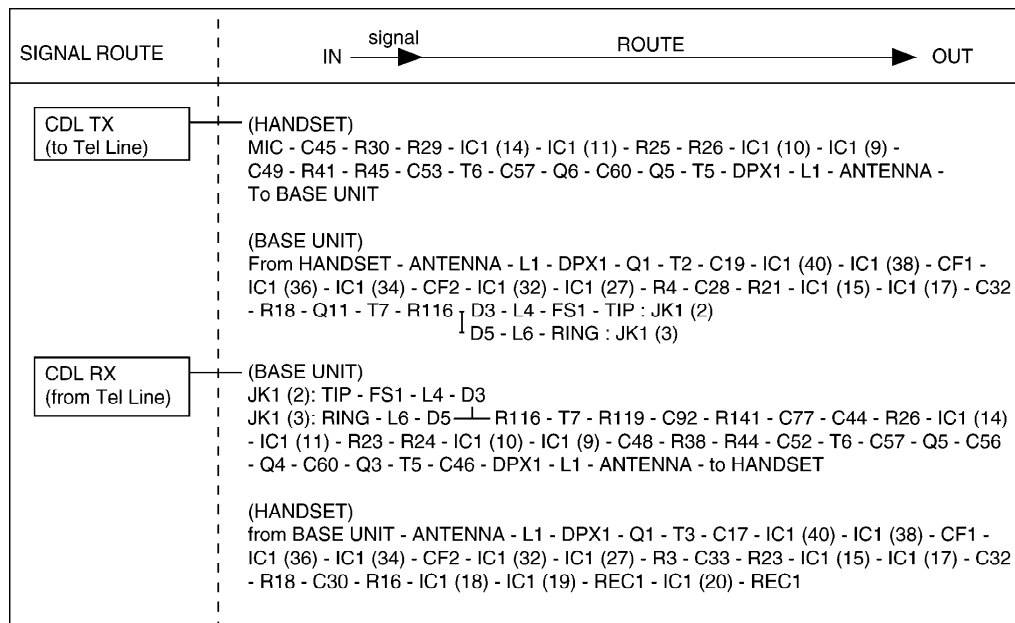 SIGNAL ROUTE
IN signal ROUTE OUT
CDL TX
(to Tel Line)
(HANDSET)
MIC - C45 - R30 - R29 - IC1 (14) - IC1 (11) - R25 - R26 - IC1 (10) - IC1 (9) -
C49 - R41 - R45 - C53 - T6 - C57 - Q6 - C60 - Q5 - T5 - DPX1 - L1 - ANTENNA -
To BASE UNIT
(BASE UNIT)
From HANDSET - ANTENNA - L1 - DPX1 - Q1 - T2 - C19 - IC1 (40) - IC1 (38) - CF1 -
IC1 (36) - IC1 (34) - CF2 - IC1 (32) - IC1 (27) - R4 - C28 - R21 - IC1 (15) - IC1 (17) - C32
- R18 - Q11 - T7 - R116 - D3 - L4 - FS1 - TIP : JK1 (2)
D5 - L6 - RING : JK1 (3)
CDL RX
(from Tel Line)
(BASE UNIT)
JK1 (2): TIP - FS1 - L4 - D3
JK1 (3): RING - L6 - D5 R116 - T7 - R119 - C92 - R141 - C77 - C44 - R26 - IC1 (14)
- IC1 (11) - R23 - R24 - IC1 (10) - IC1 (9) - C48 - R38 - R44 - C52 - T6 - C57 - Q5 - C56
- Q4 - C60 - Q3 - T5 - C46 - DPX1 - L1 - ANTENNA - to HANDSET
(HANDSET)
from BASE UNIT - ANTENNA - L1 - DPX1 - Q1 - T3 - C17 - IC1 (40) - IC1 (38) - CF1 -
IC1 (36) - IC1 (34) - CF2 - IC1 (32) - IC1 (27) - R3 - C33 - R23 - IC1 (15) - IC1 (17) - C32
- R18 - C30 - R16 - IC1 (18) - IC1 (19) - REC1 - IC1 (20) - REC1